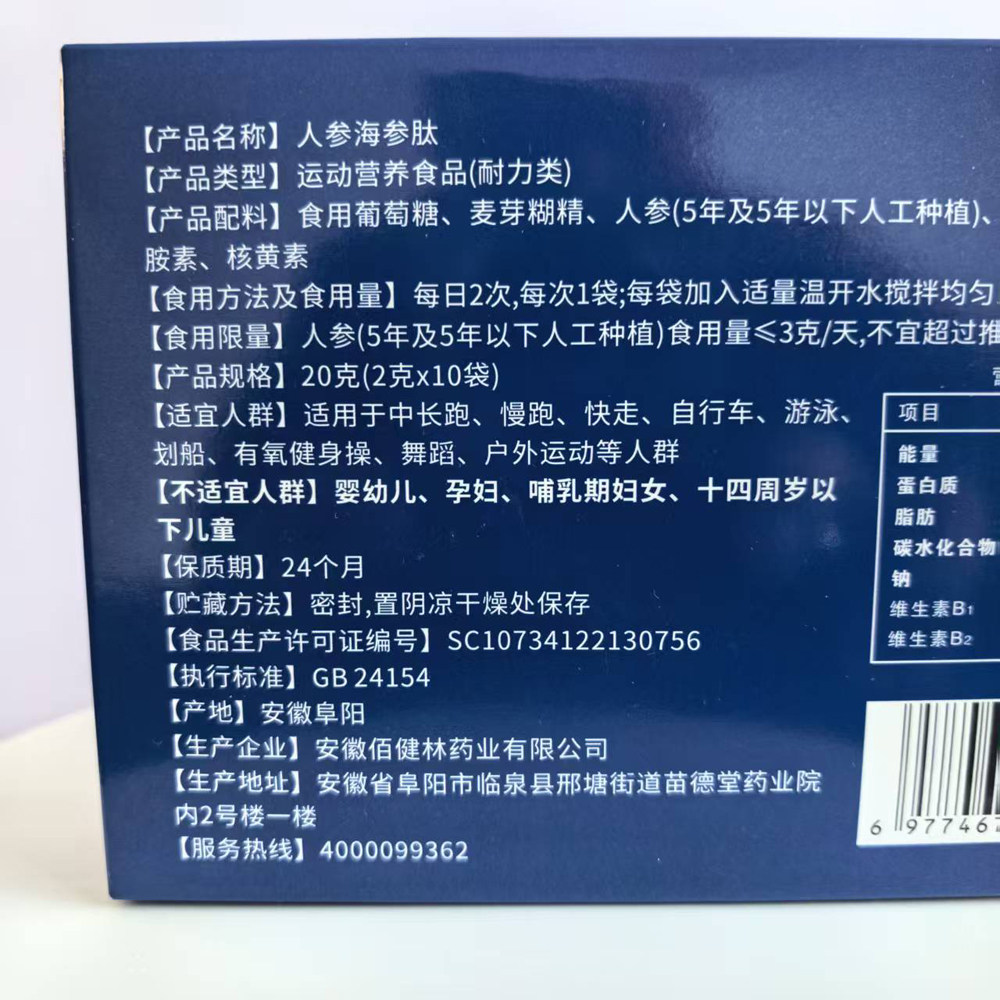 【产品名称】人参海参肽
【产品类型】运动营养食品(耐力类)
【产品配料】食用葡萄糖、麦芽糊精、人参(5年及5年以下人工种植)、
胺素、核黄素
【食用方法及食用量】每日2次,每次1袋;每袋加入适量温开水搅拌均匀
【食用限量】人参(5年及5年以下人工种植)食用量≤3克/天,不宜超过推
【产品规格】20克(2克x10袋)
【适宜人群】适用于中长跑、慢跑、快走、自行车、游泳、
划船、有氧健身操、舞蹈、户外运动等人群
【不适宜人群】婴幼儿、孕妇、哺乳期妇女、十四周岁以
下儿童
【保质期】24个月
【贮藏方法】密封,置阴凉干燥处保存
【食品生产许可证编号】SC10734122130756
【执行标准】GB 24154
【产地】安徽阜阳
【生产企业】安徽佰健林药业有限公司
【生产地址】安徽省阜阳市临泉县邢塘街道苗德堂药业院
内2号楼一楼
【服务热线】4000099362
项目
能量
蛋白质
脂肪
碳水化合物
钠
维生素B1
维生素B2
6 977462